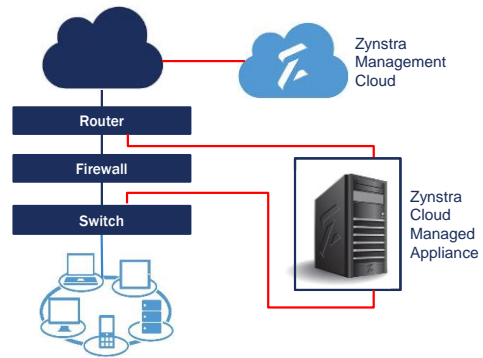 Zynstra
Management
Cloud
Router
Firewall
Switch
Zynstra
Cloud
Managed
Appliance